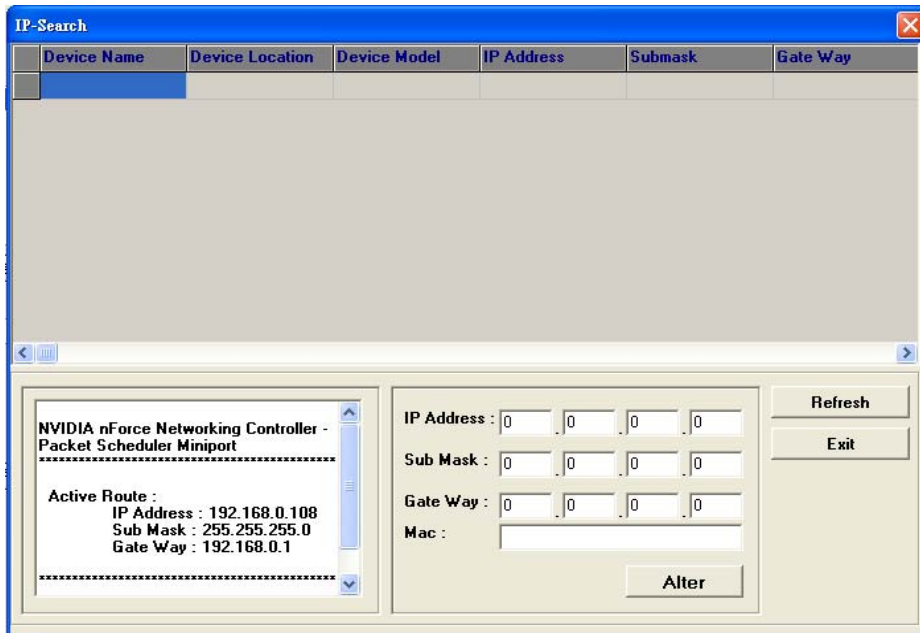 IP-Search
Device Name Device Location Device Model IP Address Submask Gate Way
NVIDIA nForce Networking Controller -
Packet Scheduler Miniport
**********************************************
Active Route :
IP Address : 192.168.0.108
Sub Mask : 255.255.255.0
Gate Way : 192.168.0.1
**********************************************
IP Address : 0 . 0 . 0 . 0
Sub Mask : 0 . 0 . 0 . 0
Gate Way : 0 . 0 . 0 . 0
Mac :
Alter
Refresh
Exit